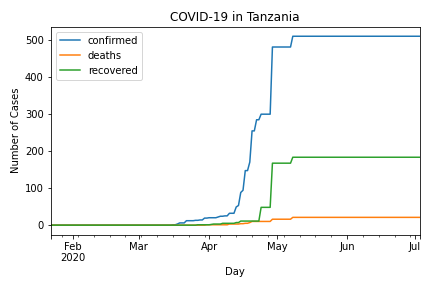 COVID-19 in Tanzania
confirmed
deaths
recovered
Number of Cases
500
400
300
200
100
0
Feb Mar Apr May Jun Jul
2020
Day